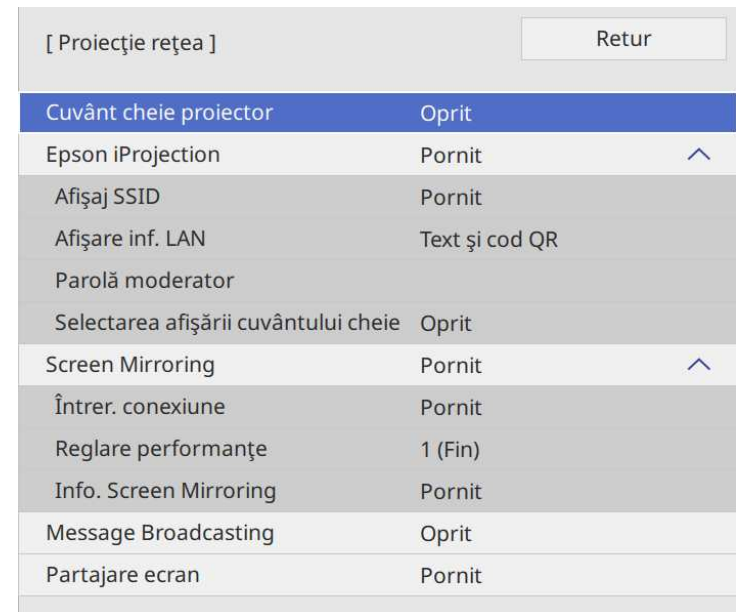 [ Proiecţie reţea ] Retur
Cuvânt cheie proiector Oprit
Epson iProjection Pornit
Afişaj SSID Pornit
Afişare inf. LAN Text şi cod QR
Parolă moderator
Selectarea afişării cuvântului cheie Oprit
Screen Mirroring Pornit
Întrer. conexiune Pornit
Reglare performanţe 1 (Fin)
Info. Screen Mirroring Pornit
Message Broadcasting Oprit
Partajare ecran Pornit